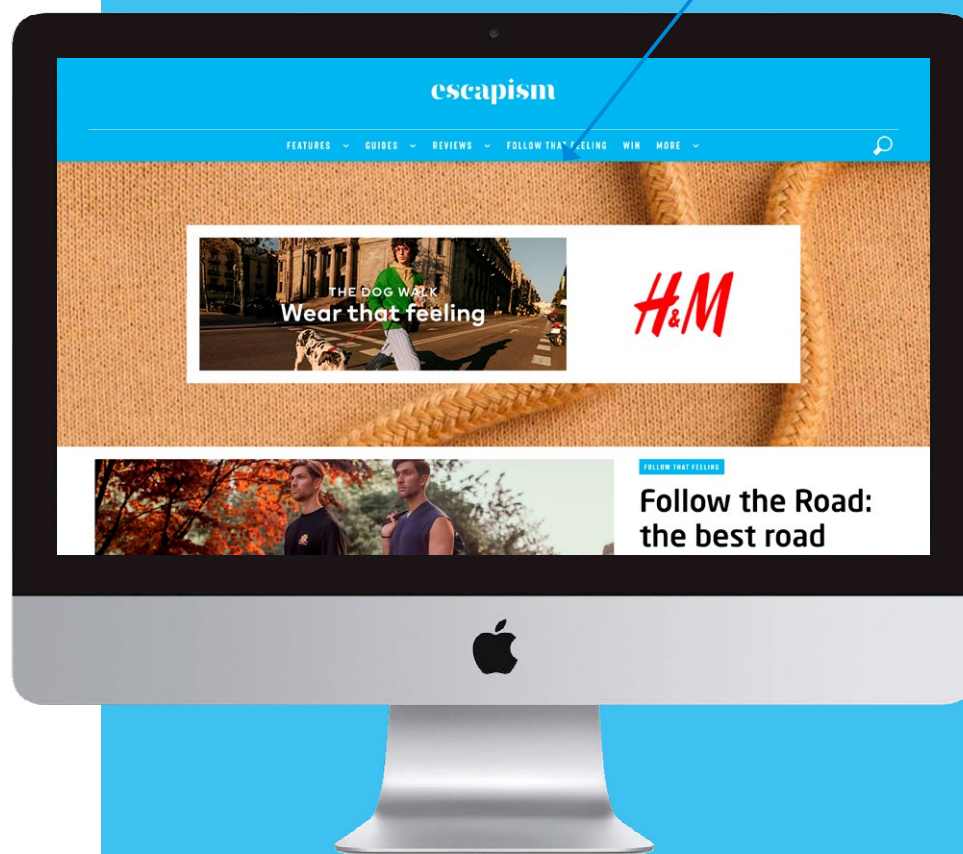 escapism
FEATURES GUIDES REVIEWS FOLLOW THAT FEELING WIN MORE
THE DOG WALK
Wear that feeling
H&M
FOLLOW THAT FEELING
Follow the Road:
the best road